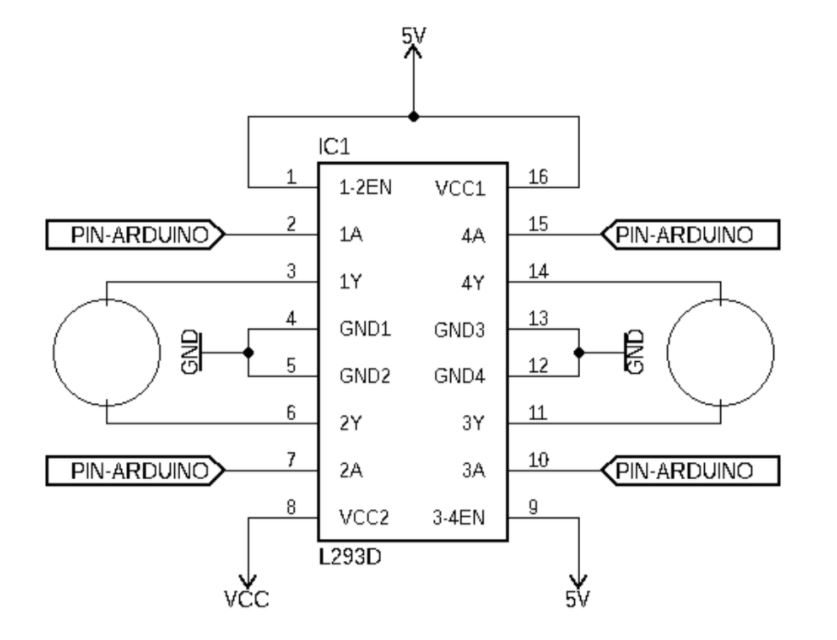 5V
IC1
1 1-2EN VCC1 16
PIN-ARDUINO 2 1A 4A 15 PIN-ARDUINO
3 1Y 4Y 14
4 GND1 GND3 13
GND GND
5 GND2 GND4 12
6 2Y 3Y 11
PIN-ARDUINO 7 2A 3A 10 PIN-ARDUINO
8 VCC2 3-4EN 9
L293D
VCC 5V